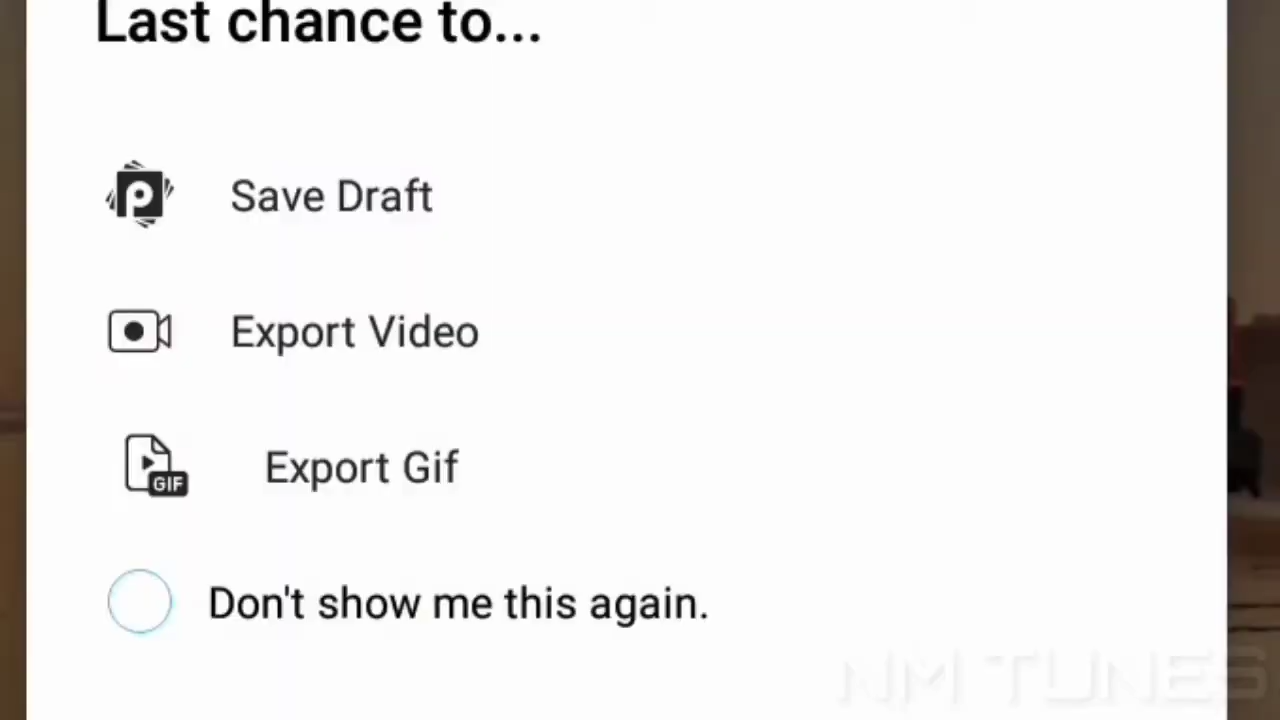 Last chance to...
Save Draft
Export Video
GIF
Export Gif
Don't show me this again.
NM TUNES